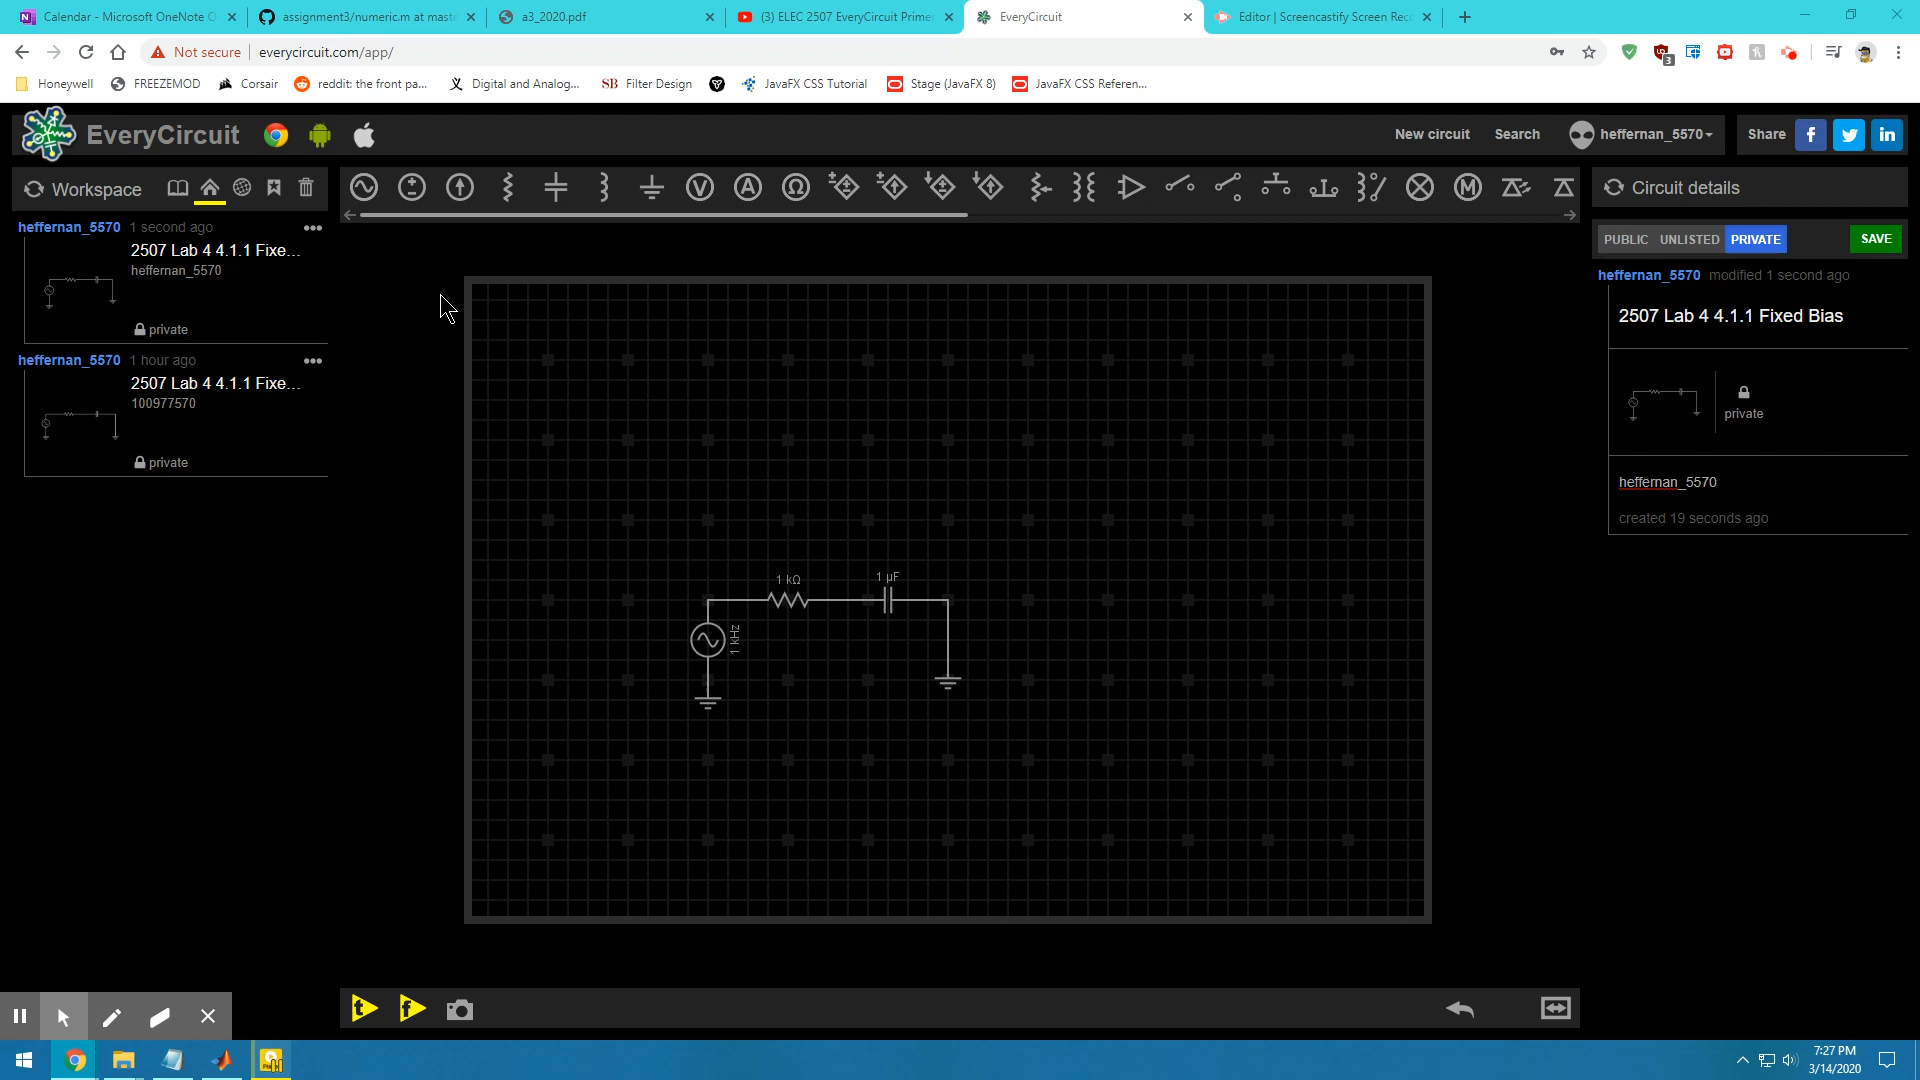 Calendar - Microsoft OneNote O
assignment3/numeric.m at maste
a3_2020.pdf
(3) ELEC 2507 EveryCircuit Primer
EveryCircuit
Editor | Screencastify Screen Rec
Not secure
everycircuit.com/app/
3
Honeywell
FREEZEMOD
Corsair
reddit: the front pa...
Digital and Analog...
SB Filter Design
JavaFX CSS Tutorial
Stage (JavaFX 8)
JavaFX CSS Referen...
EveryCircuit
New circuit
Search
heffernan_5570
Share
Workspace
V
A
Ω
M
Circuit details
PUBLIC
UNLISTED
PRIVATE
SAVE
heffernan_5570 1 second ago
2507 Lab 4 4.1.1 Fixe...
heffernan_5570
private
heffernan_5570 1 hour ago
2507 Lab 4 4.1.1 Fixe...
100977570
private
heffernan_5570 modified 1 second ago
2507 Lab 4 4.1.1 Fixed Bias
private
heffernan_5570
created 19 seconds ago
1 kΩ
1 µF
1 kHz
t
f
7:27 PM
3/14/2020